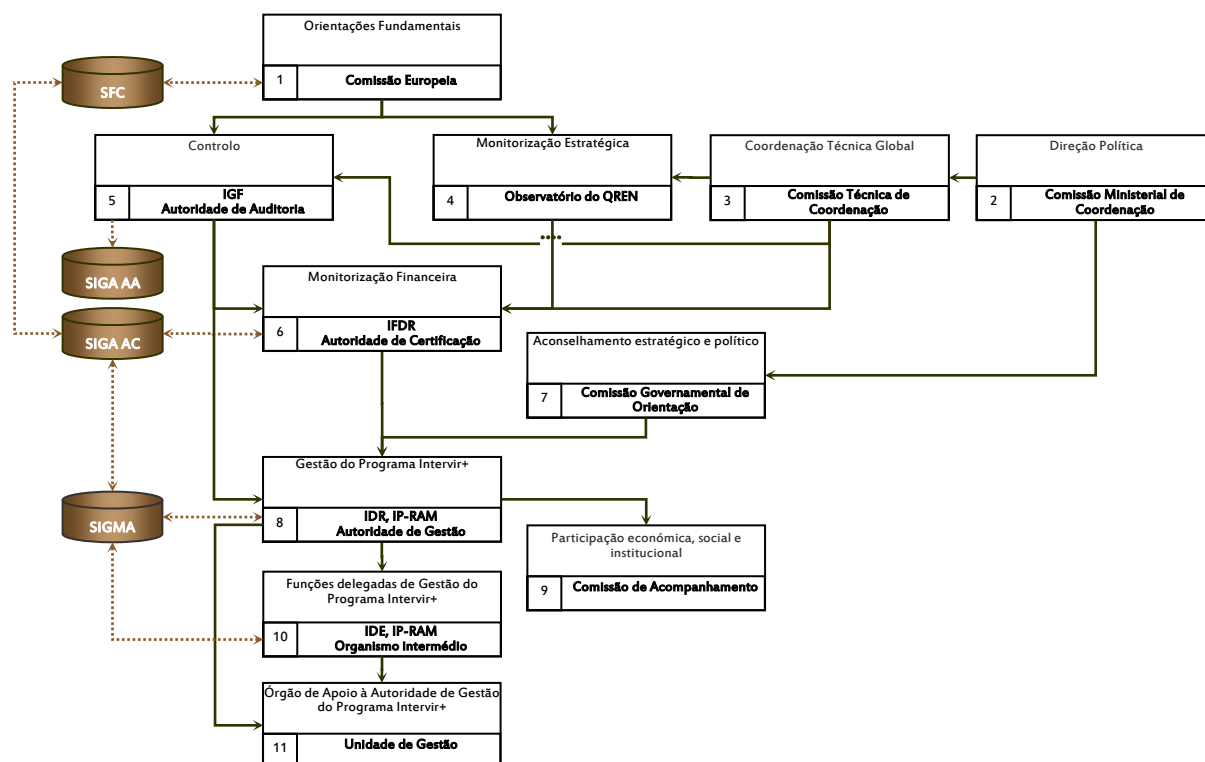 Orientações Fundamentais
1
Comissão Europeia
SFC
Controlo
5
IGF
Autoridade de Auditoria
Monitorização Estratégica
4
Observatório do QREN
Coordenação Técnica Global
3
Comissão Técnica de
Coordenação
Direção Política
2
Comissão Ministerial de
Coordenação
SIGA AA
Monitorização Financeira
6
IFDR
Autoridade de Certificação
SIGA AC
Aconselhamento estratégico e político
7
Comissão Governamental de
Orientação
Gestão do Programa Intervir+
8
IDR, IP-RAM
Autoridade de Gestão
SIGMA
Participação económica, social e
institucional
9
Comissão de Acompanhamento
Funções delegadas de Gestão do
Programa Intervir+
10
IDE, IP-RAM
Organismo Intermédio
Órgão de Apoio à Autoridade de Gestão
do Programa Intervir+
11
Unidade de Gestão